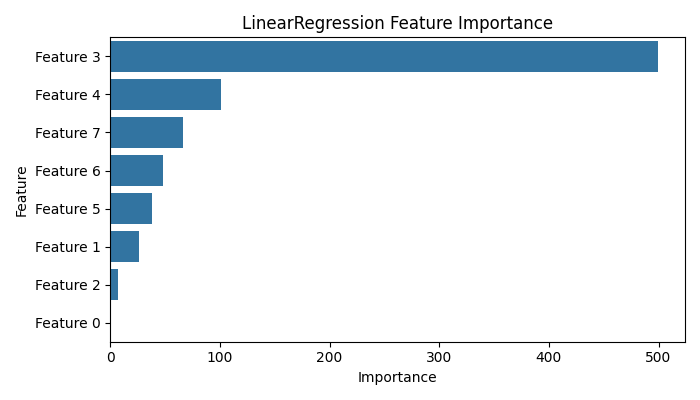 LinearRegression Feature Importance
Feature 3
Feature 4
Feature 7
Feature 6
Feature 5
Feature 1
Feature 2
Feature 0
Feature
0 100 200 300 400 500
Importance